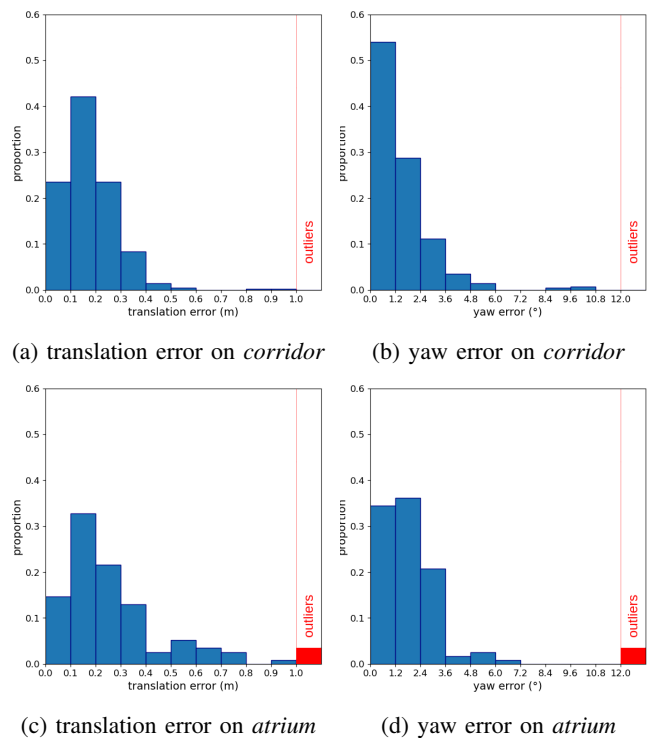 0.6
0.5
0.4
0.3
0.2
0.1
0.0
proportion
outliers
0.0 0.1 0.2 0.3 0.4 0.5 0.6 0.7 0.8 0.9 1.0
translation error (m)
(a) translation error on corridor
0.6
0.5
0.4
0.3
0.2
0.1
0.0
proportion
outliers
0.0 1.2 2.4 3.6 4.8 6.0 7.2 8.4 9.6 10.8 12.0
yaw error (°)
(b) yaw error on corridor
0.6
0.5
0.4
0.3
0.2
0.1
0.0
proportion
outliers
0.0 0.1 0.2 0.3 0.4 0.5 0.6 0.7 0.8 0.9 1.0
translation error (m)
(c) translation error on atrium
0.6
0.5
0.4
0.3
0.2
0.1
0.0
proportion
outliers
0.0 1.2 2.4 3.6 4.8 6.0 7.2 8.4 9.6 10.8 12.0
yaw error (°)
(d) yaw error on atrium